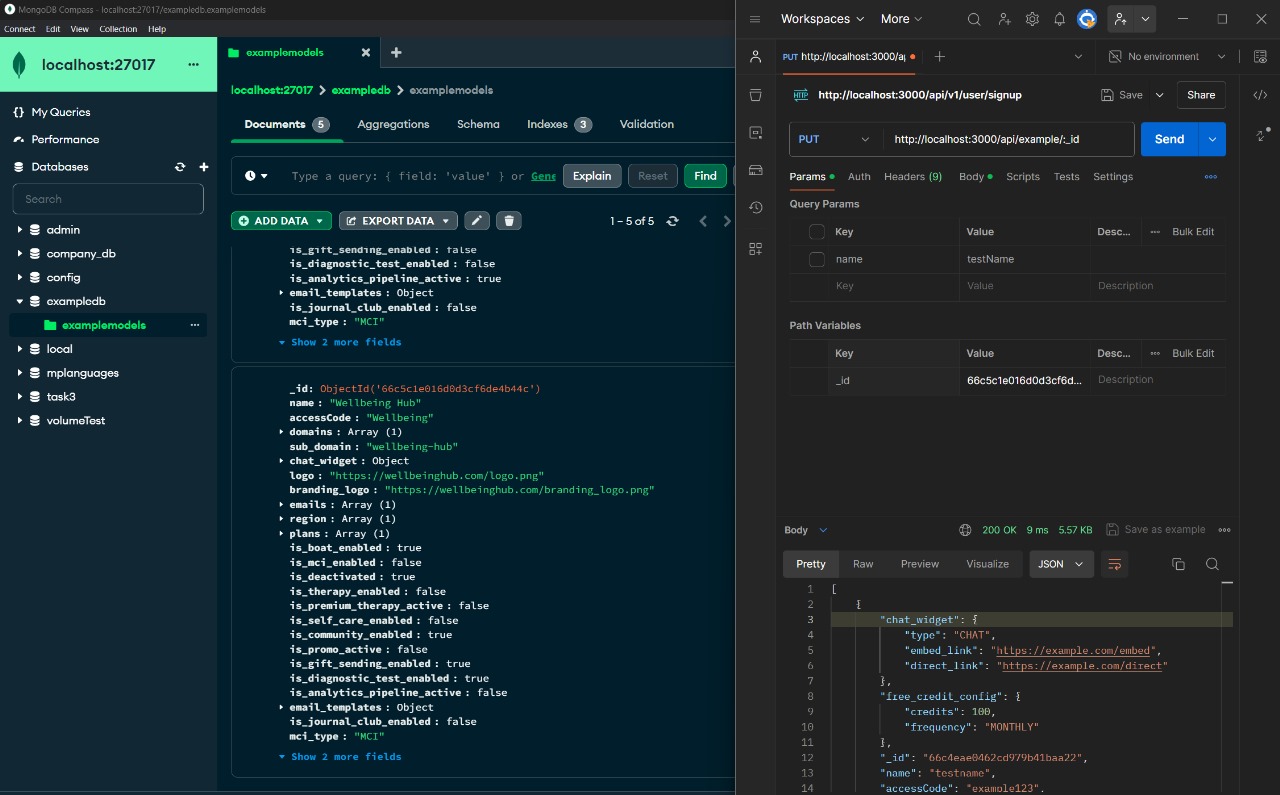 MongoDB Compass - localhost:27017/exampledb.examplemodels
Connect Edit View Collection Help
localhost:27017 ...
{} My Queries
Performance
Databases
Search
admin
company_db
config
exampledb
examplemodels ...
local
mplanguages
task3
volumeTest
examplemodels
localhost:27017 > exampledb > examplemodels
Documents 5 Aggregations Schema Indexes 3 Validation
Type a query: { field: 'value' } or Gene Explain Reset Find
ADD DATA EXPORT DATA 1 – 5 of 5
is_gift_sending_enabled : false
is_diagnostic_test_enabled : false
is_analytics_pipeline_active : true
email_templates : Object
is_journal_club_enabled : false
mci_type : "MCI"
Show 2 more fields
_id: ObjectId('66c5c1e016d0d3cf6de4b44c')
name : "Wellbeing Hub"
accessCode : "Wellbeing"
domains : Array (1)
sub_domain : "wellbeing-hub"
chat_widget : Object
logo : "https://wellbeinghub.com/logo.png"
branding_logo : "https://wellbeinghub.com/branding_logo.png"
emails : Array (1)
region : Array (1)
plans : Array (1)
is_boat_enabled : true
is_mci_enabled : false
is_deactivated : true
is_therapy_enabled : false
is_premium_therapy_active : false
is_self_care_enabled : false
is_community_enabled : true
is_promo_active : false
is_gift_sending_enabled : true
is_diagnostic_test_enabled : true
is_analytics_pipeline_active : false
email_templates : Object
is_journal_club_enabled : false
mci_type : "MCI"
Show 2 more fields
Workspaces More
PUT http://localhost:3000/a No environment
HTTP http://localhost:3000/api/v1/user/signup Save Share
PUT http://localhost:3000/api/example/:_id Send
Params Auth Headers (9) Body Scripts Tests Settings
Query Params
Key Value Desc... Bulk Edit
name testName
Key Value Description
Path Variables
Key Value Desc... Bulk Edit
_id 66c5c1e016d0d3cf6d... Description
Body 200 OK 9 ms 5.57 KB Save as example
Pretty Raw Preview Visualize JSON
1 [
2 {
3 "chat_widget": {
4 "type": "CHAT",
5 "embed_link": "https://example.com/embed",
6 "direct_link": "https://example.com/direct"
7 },
8 "free_credit_config": {
9 "credits": 100,
10 "frequency": "MONTHLY"
11 },
12 "_id": "66c4eae0462cd979b41baa22",
13 "name": "testname",
14 "accessCode": "example123".